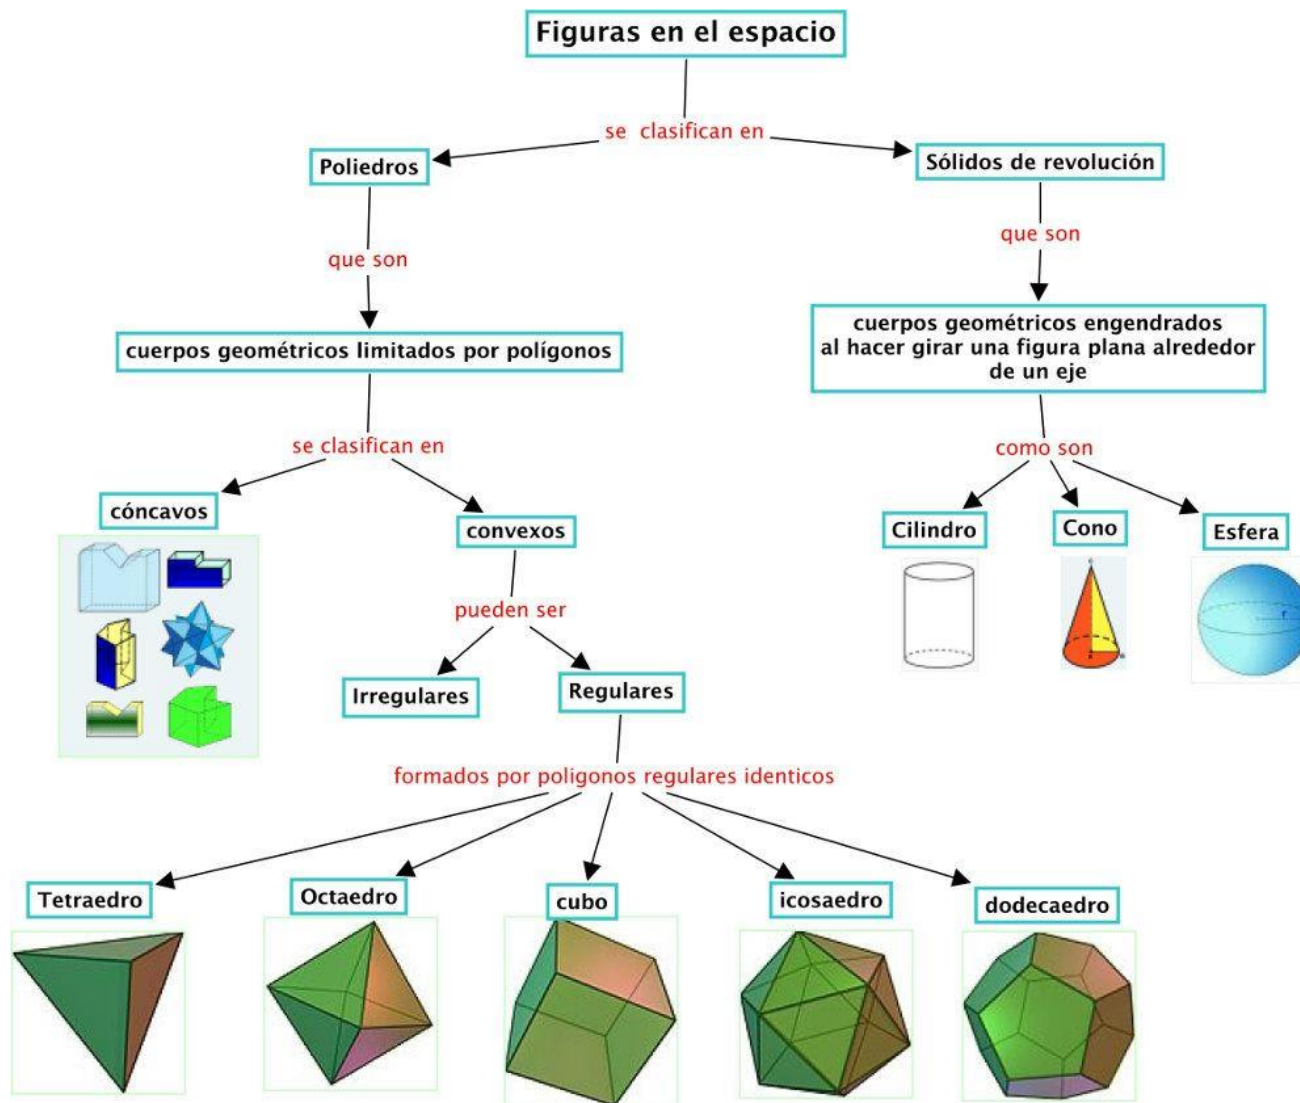 Figuras en el espacio
se clasifican en
Poliedros
Sólidos de revolución
que son
que son
cuerpos geométricos limitados por polígonos
cuerpos geométricos engendrados
al hacer girar una figura plana alrededor
de un eje
se clasifican en
como son
cóncavos
convexos
Cilindro
Cono
Esfera
pueden ser
r
Irregulares
Regulares
formados por poligonos regulares identicos
Tetraedro
Octaedro
cubo
icosaedro
dodecaedro